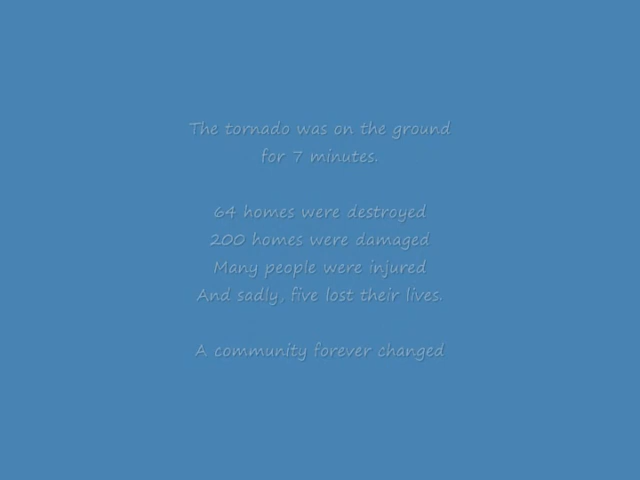 The tornado was on the ground
for 7 minutes.
64 homes were destroyed
200 homes were damaged
Many people were injured
And sadly, five lost their lives.
A community forever changed